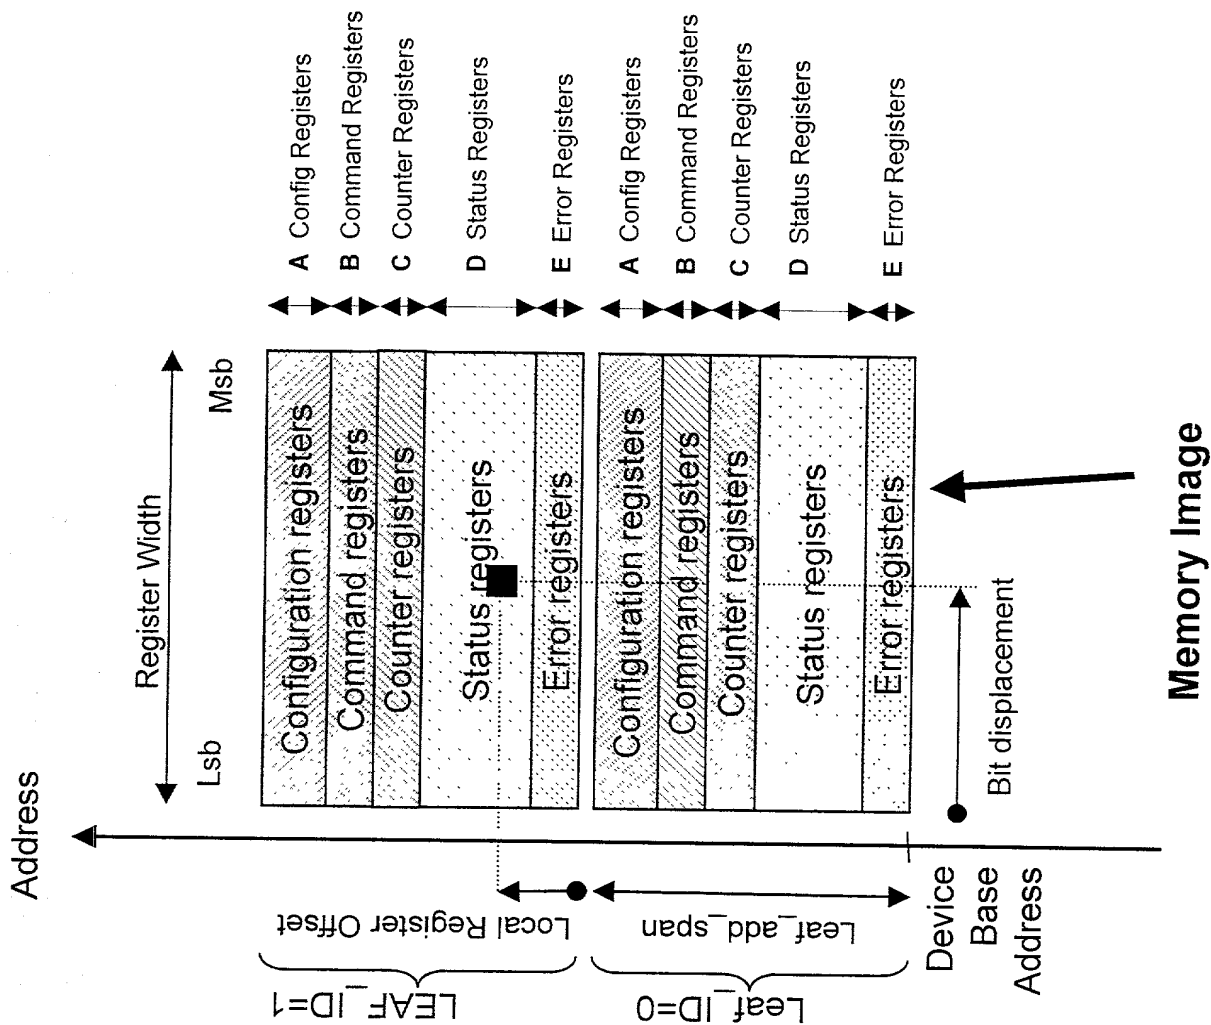 Address
Register Width
Lsb
Msb
Configuration registers
Command registers
Counter registers
Status registers
Error registers
Configuration registers
Command registers
Counter registers
Status registers
Error registers
A Config Registers
B Command Registers
C Counter Registers
D Status Registers
E Error Registers
A Config Registers
B Command Registers
C Counter Registers
D Status Registers
E Error Registers
Local Register Offset
LEAF_ID=1
Leaf_add_span
Leaf_ID=0
Device
Base
Address
Bit displacement
Memory Image